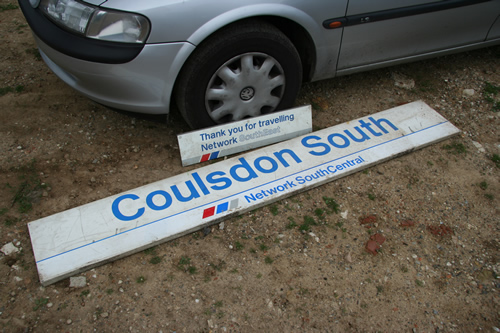 Thank you for travelling
Network SouthEast
Coulsdon South
Network SouthCentral